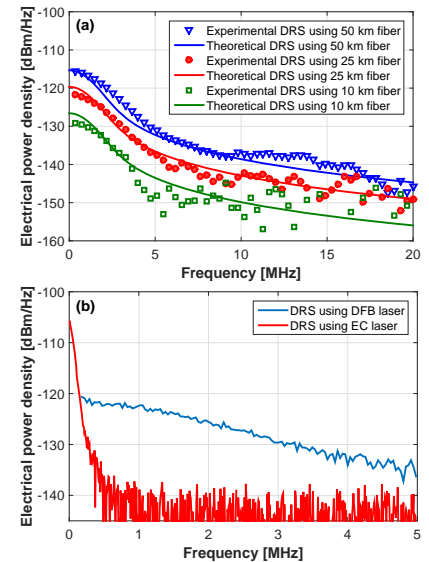 (a)
Experimental DRS using 50 km fiber
Theoretical DRS using 50 km fiber
Experimental DRS using 25 km fiber
Theoretical DRS using 25 km fiber
Experimental DRS using 10 km fiber
Theoretical DRS using 10 km fiber
Electrical power density [dBm/Hz]
-100
-110
-120
-130
-140
-150
-160
0 5 10 15 20
Frequency [MHz]
(b)
DRS using DFB laser
DRS using EC laser
Electrical power density [dBm/Hz]
-100
-110
-120
-130
-140
0 1 2 3 4 5
Frequency [MHz]